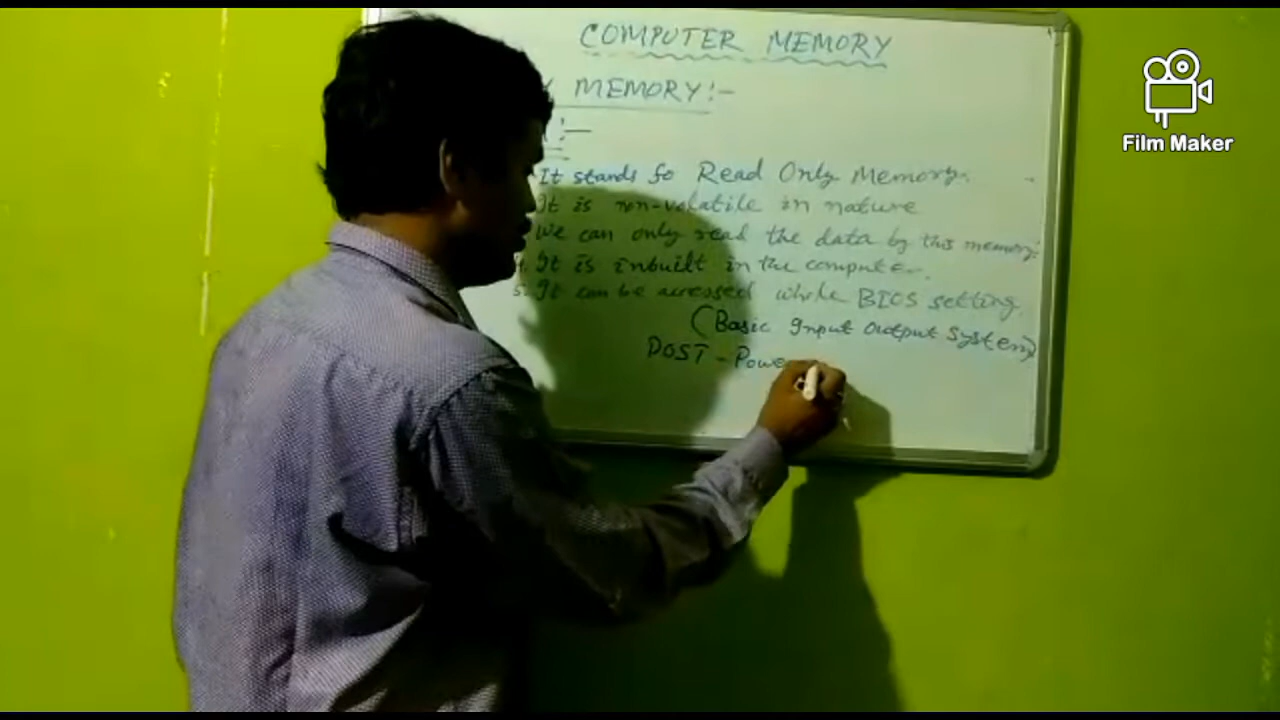 COMPUTER MEMORY
MEMORY:-
:-
It stands fo Read Only Memory.
It is non-volatile in nature
We can only read the data by this memory.
4. It is inbuilt in the computer.
5. It can be accessed while BIOS setting.
(Basic Input Output System)
POST - Powe
Film Maker